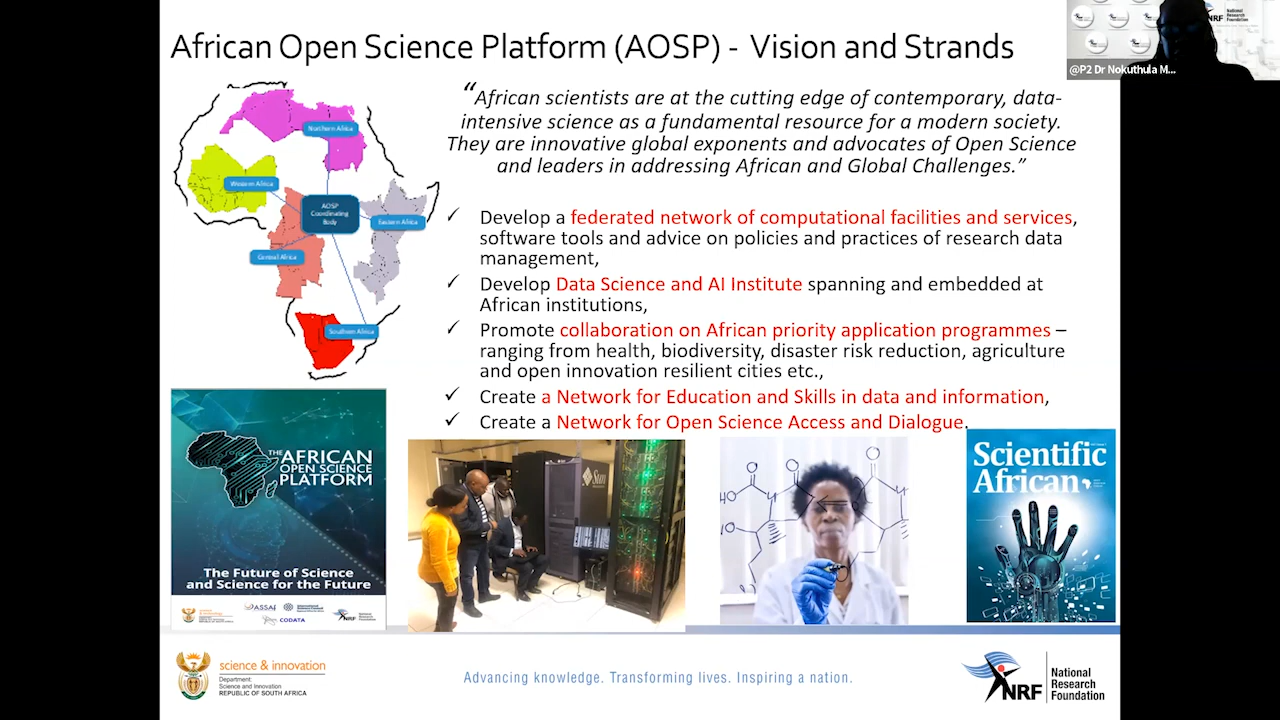 African Open Science Platform (AOSP) - Vision and Strands
NRF
National
Research
Foundation
@P2 Dr Nokuthula M...
Northern Africa
Western Africa
AOSP
Coordinating
Body
Eastern Africa
Central Africa
Southern Africa
“African scientists are at the cutting edge of contemporary, data-
intensive science as a fundamental resource for a modern society.
They are innovative global exponents and advocates of Open Science
and leaders in addressing African and Global Challenges.”
✓ Develop a federated network of computational facilities and services,
software tools and advice on policies and practices of research data
management,
✓ Develop Data Science and AI Institute spanning and embedded at
African institutions,
✓ Promote collaboration on African priority application programmes –
ranging from health, biodiversity, disaster risk reduction, agriculture
and open innovation resilient cities etc.,
✓ Create a Network for Education and Skills in data and information,
✓ Create a Network for Open Science Access and Dialogue.
THE AFRICAN
OPEN SCIENCE
PLATFORM
The Future of Science
and Science for the Future
ASSAf
CODATA
NRF
Sun
HO
O
O
O
Scientific
African
science & innovation
Department:
Science and Innovation
REPUBLIC OF SOUTH AFRICA
Advancing knowledge. Transforming lives. Inspiring a nation.
NRF
National
Research
Foundation